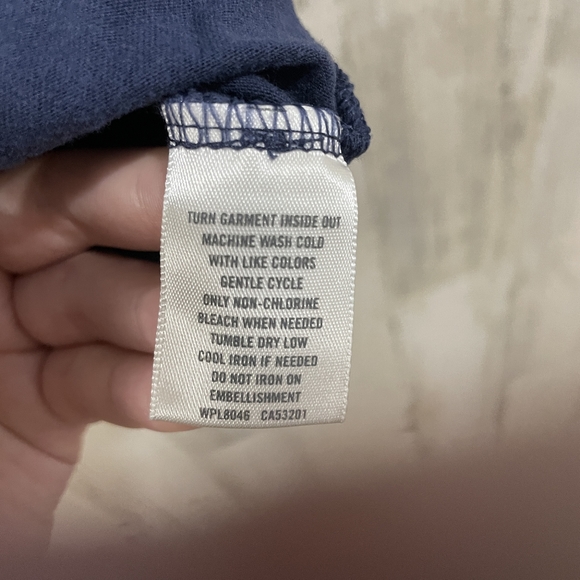 TURN GARMENT INSIDE OUT
MACHINE WASH COLD
WITH LIKE COLORS
GENTLE CYCLE
ONLY NON-CHLORINE
BLEACH WHEN NEEDED
TUMBLE DRY LOW
COOL IRON IF NEEDED
DO NOT IRON ON
EMBELLISHMENT
WPL8046 CA53201